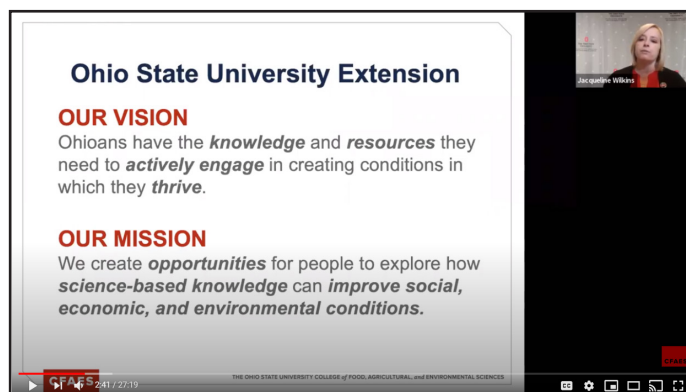 Ohio State University Extension
Jacqueline Wilkins
OUR VISION
Ohioans have the knowledge and resources they
need to actively engage in creating conditions in
which they thrive.
OUR MISSION
We create opportunities for people to explore how
science-based knowledge can improve social,
economic, and environmental conditions.
CFAES
THE OHIO STATE UNIVERSITY COLLEGE of FOOD, AGRICULTURAL, and ENVIRONMENTAL SCIENCES
CFAES
2:41 / 27:19
CC